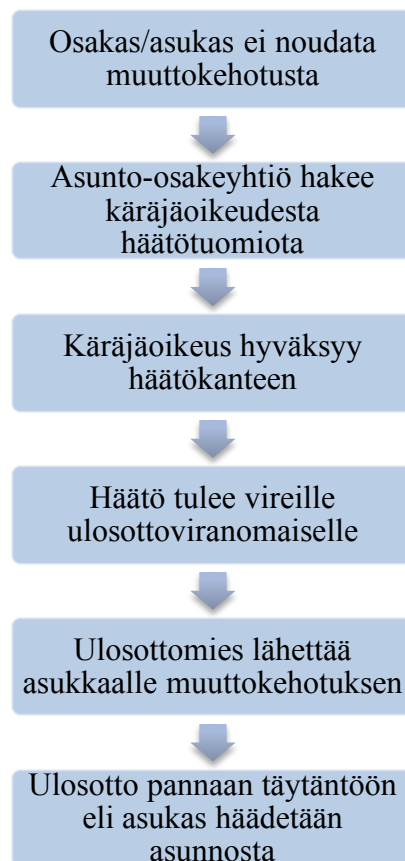 Osakas/asukas ei noudata
muuttokehotusta
Asunto-osakeyhtiö hakee
käräjäoikeudesta
häätötuomiota
Käräjäoikeus hyväksyy
häätökanteen
Häätö tulee vireille
ulosottoviranomaiselle
Ulosottomies lähettää
asukkaalle muuttokehotuksen
Ulosotto pannaan täytäntöön
eli asukas häädetään
asunnosta